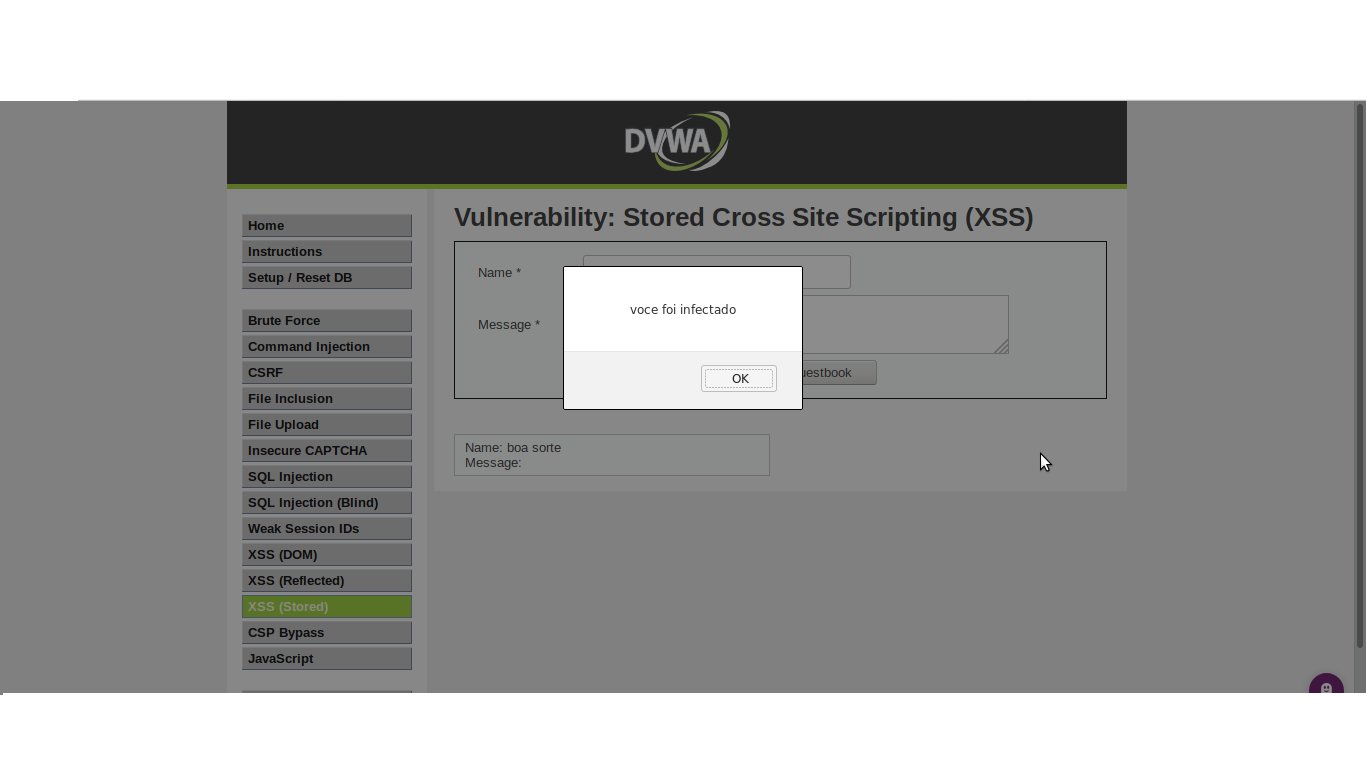 DVWA
Home
Instructions
Setup / Reset DB
Brute Force
Command Injection
CSRF
File Inclusion
File Upload
Insecure CAPTCHA
SQL Injection
SQL Injection (Blind)
Weak Session IDs
XSS (DOM)
XSS (Reflected)
XSS (Stored)
CSP Bypass
JavaScript
Vulnerability: Stored Cross Site Scripting (XSS)
Name *
Message *
voce foi infectado
OK
Name: boa sorte
Message: